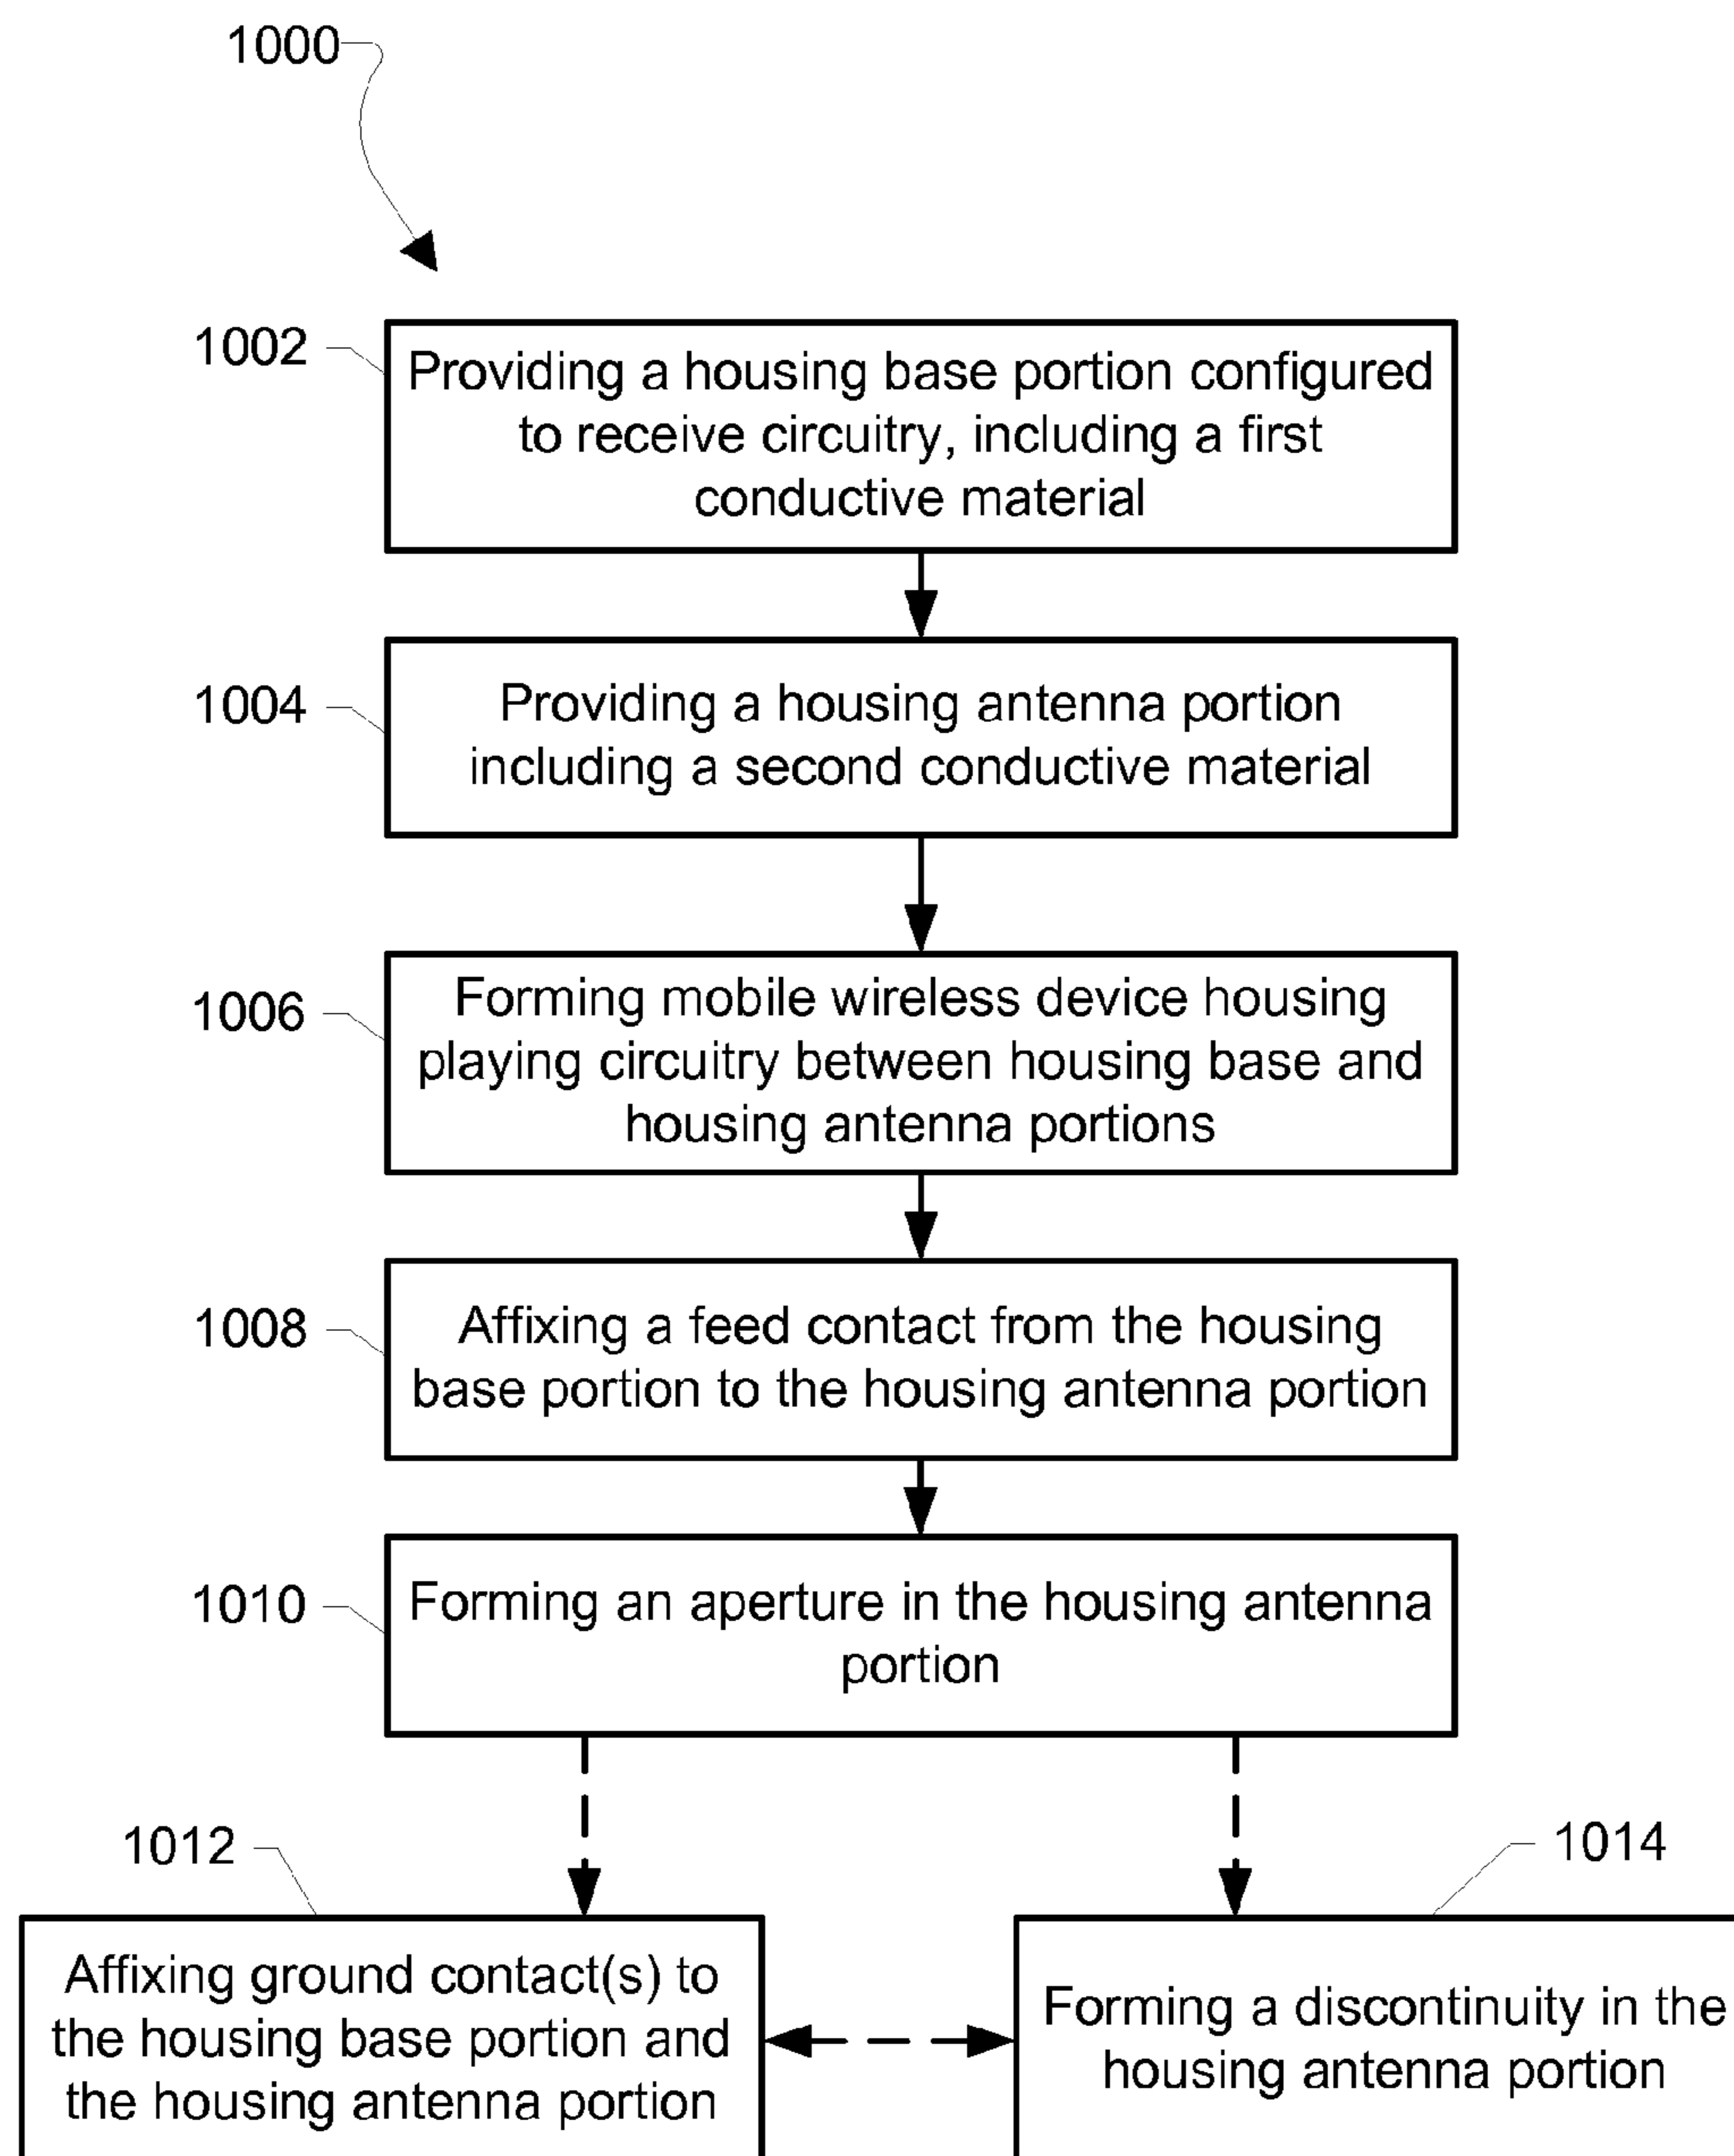 1000
1002
Providing a housing base portion configured
to receive circuitry, including a first
conductive material
1004
Providing a housing antenna portion
including a second conductive material
1006
Forming mobile wireless device housing
playing circuitry between housing base and
housing antenna portions
1008
Affixing a feed contact from the housing
base portion to the housing antenna portion
1010
Forming an aperture in the housing antenna
portion
1012
Affixing ground contact(s) to
the housing base portion and
the housing antenna portion
1014
Forming a discontinuity in the
housing antenna portion